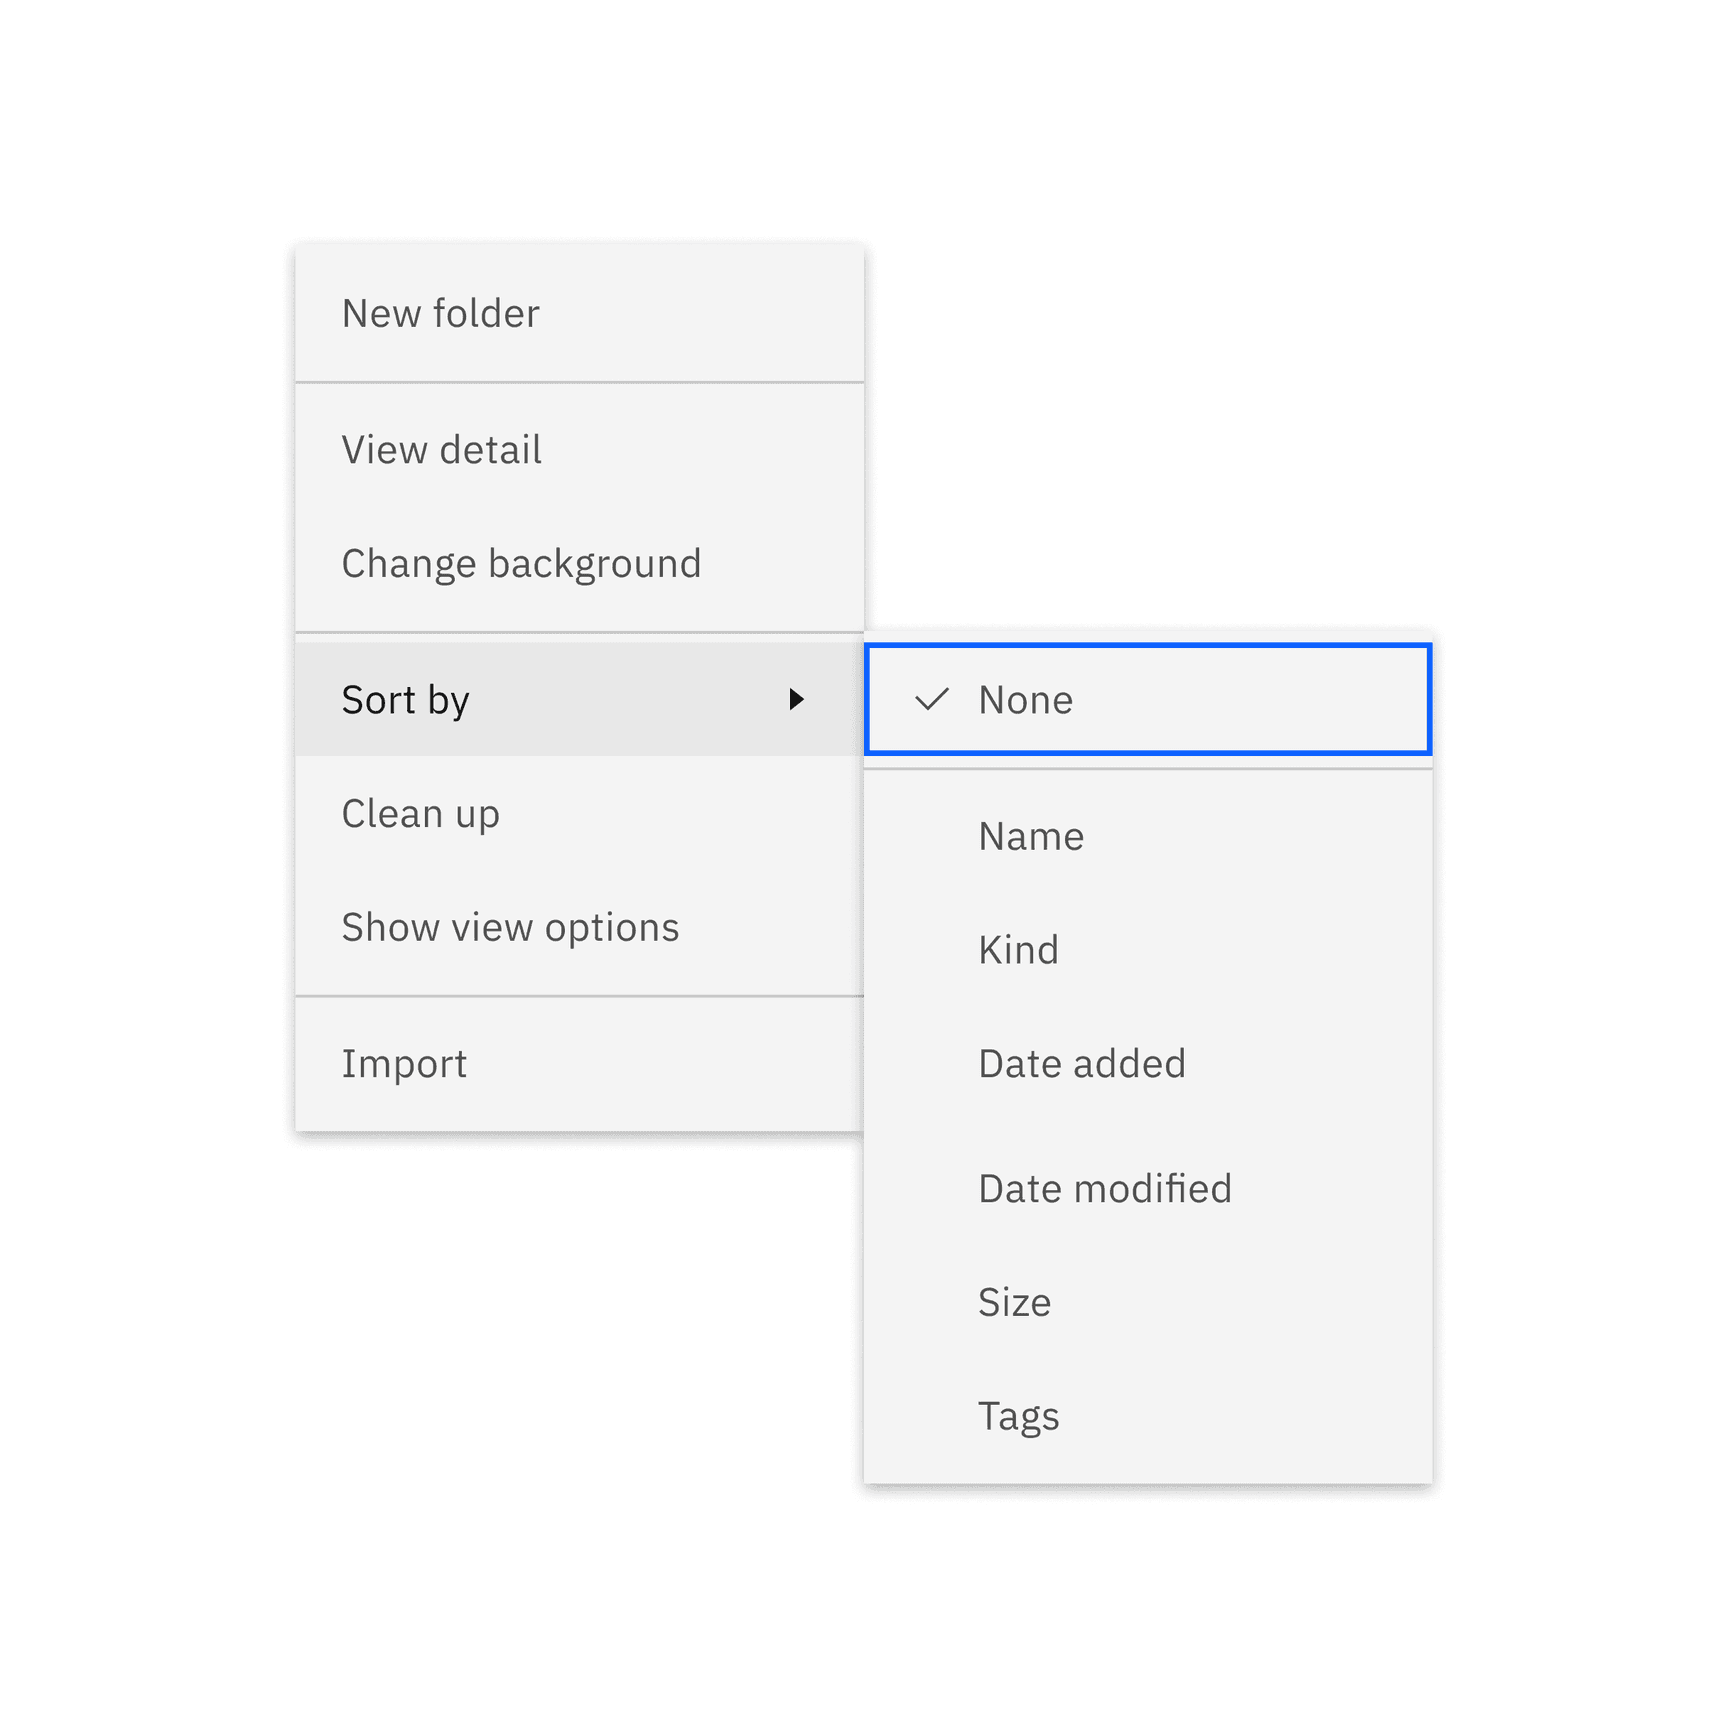 New folder
View detail
Change background
Sort by
Clean up
Show view options
Import
None
Name
Kind
Date added
Date modified
Size
Tags